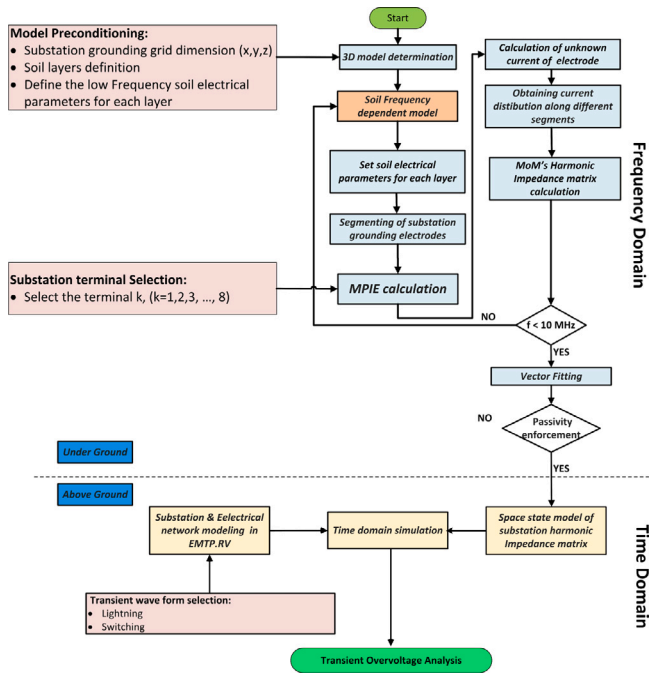 Start
Model Preconditioning:
• Substation grounding grid dimension (x,y,z)
• Soil layers definition
• Define the low Frequency soil electrical
parameters for each layer
3D model determination
Soil Frequency
dependent model
Set soil electrical
parameters for each layer
Segmenting of substation
grounding electrodes
Substation terminal Selection:
• Select the terminal k, (k=1,2,3, ..., 8)
MPIE calculation
Calculation of unknown
current of electrode
Obtaining current
distibution along different
segments
MoM's Harmonic
Impedance matrix
calculation
NO
f < 10 MHz
YES
Vector Fitting
NO
Passivity
enforcement
YES
Frequency Domain
Under Ground
Above Ground
Substation & Eelectrical
network modeling in
EMTP.RV
Time domain simulation
Space state model of
substation harmonic
Impedance matrix
Time Domain
Transient wave form selection:
• Lightning
• Switching
Transient Overvoltage Analysis